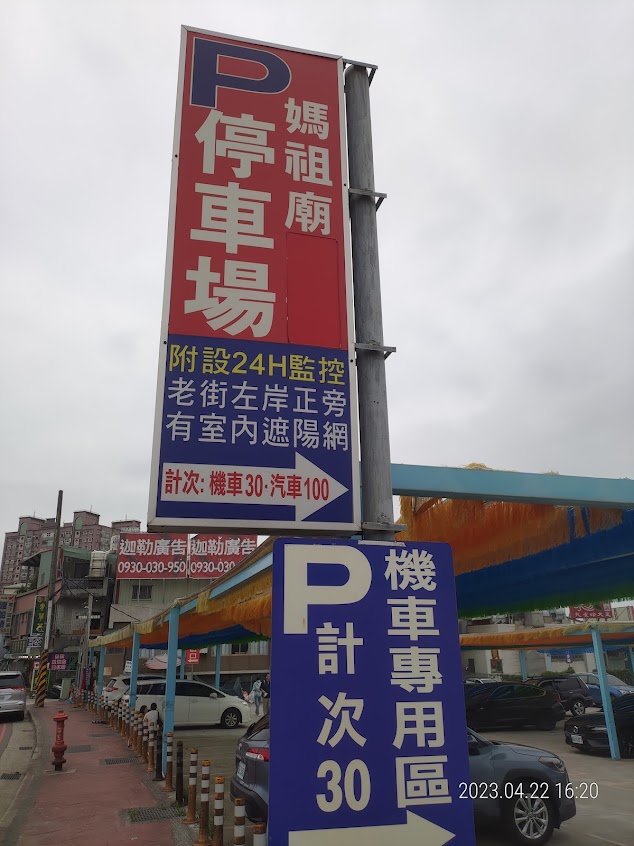 P
媽祖廟
停車場
附設24H監控
老街左岸正旁
有室內遮陽網
計次: 機車30·汽車100
迦勒廣告
0930-030-950
迦勒廣告
0930-030
P
機車專用區
計次30
2023.04.22 16:20